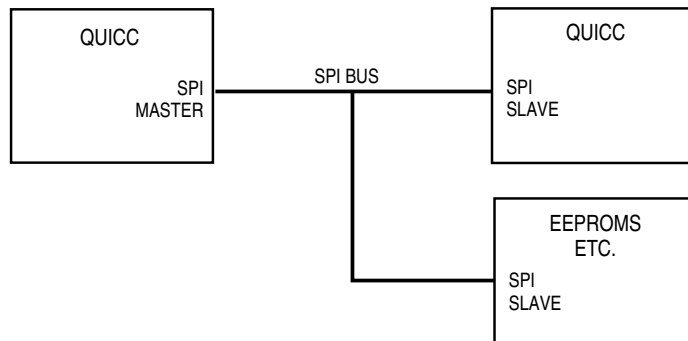 QUICC
SPI
MASTER
SPI BUS
QUICC
SPI
SLAVE
EEPROMS
ETC.
SPI
SLAVE